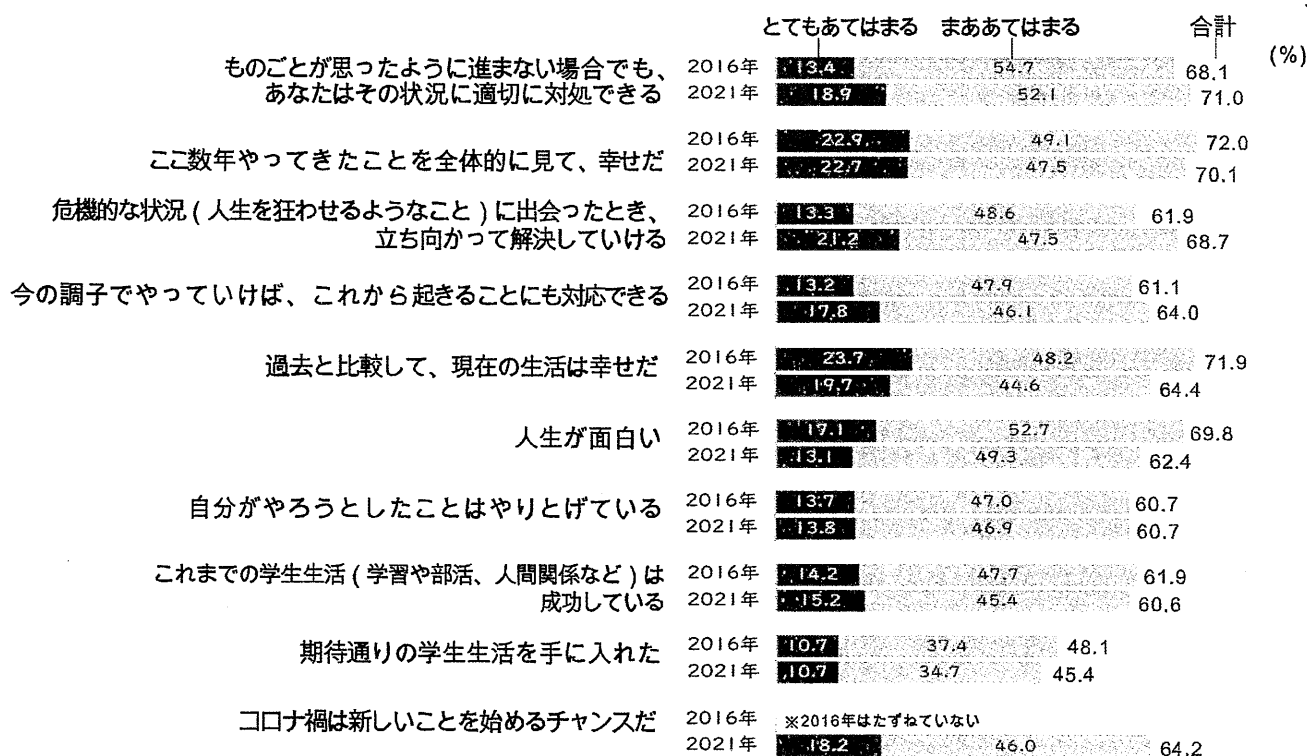 とてもあてはまる まああてはまる 合計
(%)
ものごとが思ったように進まない場合でも、
あなたはその状況に適切に対処できる
2016年 13.4 54.7 68.1
2021年 18.9 52.1 71.0
ここ数年やってきたことを全体的に見て、幸せだ
2016年 22.9 49.1 72.0
2021年 22.7 47.5 70.1
危機的な状況(人生を狂わせるようなこと)に出会ったとき、
立ち向かって解決していける
2016年 13.3 48.6 61.9
2021年 21.2 47.5 68.7
今の調子でやっていけば、これから起きることにも対応できる
2016年 13.2 47.9 61.1
2021年 17.8 46.1 64.0
過去と比較して、現在の生活は幸せだ
2016年 23.7 48.2 71.9
2021年 19.7 44.6 64.4
人生が面白い
2016年 17.1 52.7 69.8
2021年 13.1 49.3 62.4
自分がやろうとしたことはやりとげている
2016年 13.7 47.0 60.7
2021年 13.8 46.9 60.7
これまでの学生生活(学習や部活、人間関係など)は
成功している
2016年 14.2 47.7 61.9
2021年 15.2 45.4 60.6
期待通りの学生生活を手に入れた
2016年 10.7 37.4 48.1
2021年 10.7 34.7 45.4
コロナ禍は新しいことを始めるチャンスだ
2016年 ※2016年はたずねていない
2021年 18.2 46.0 64.2